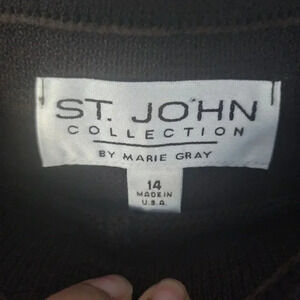 ST. JOHN
COLLECTION
BY MARIE GRAY
14
MADE IN
U.S.A.